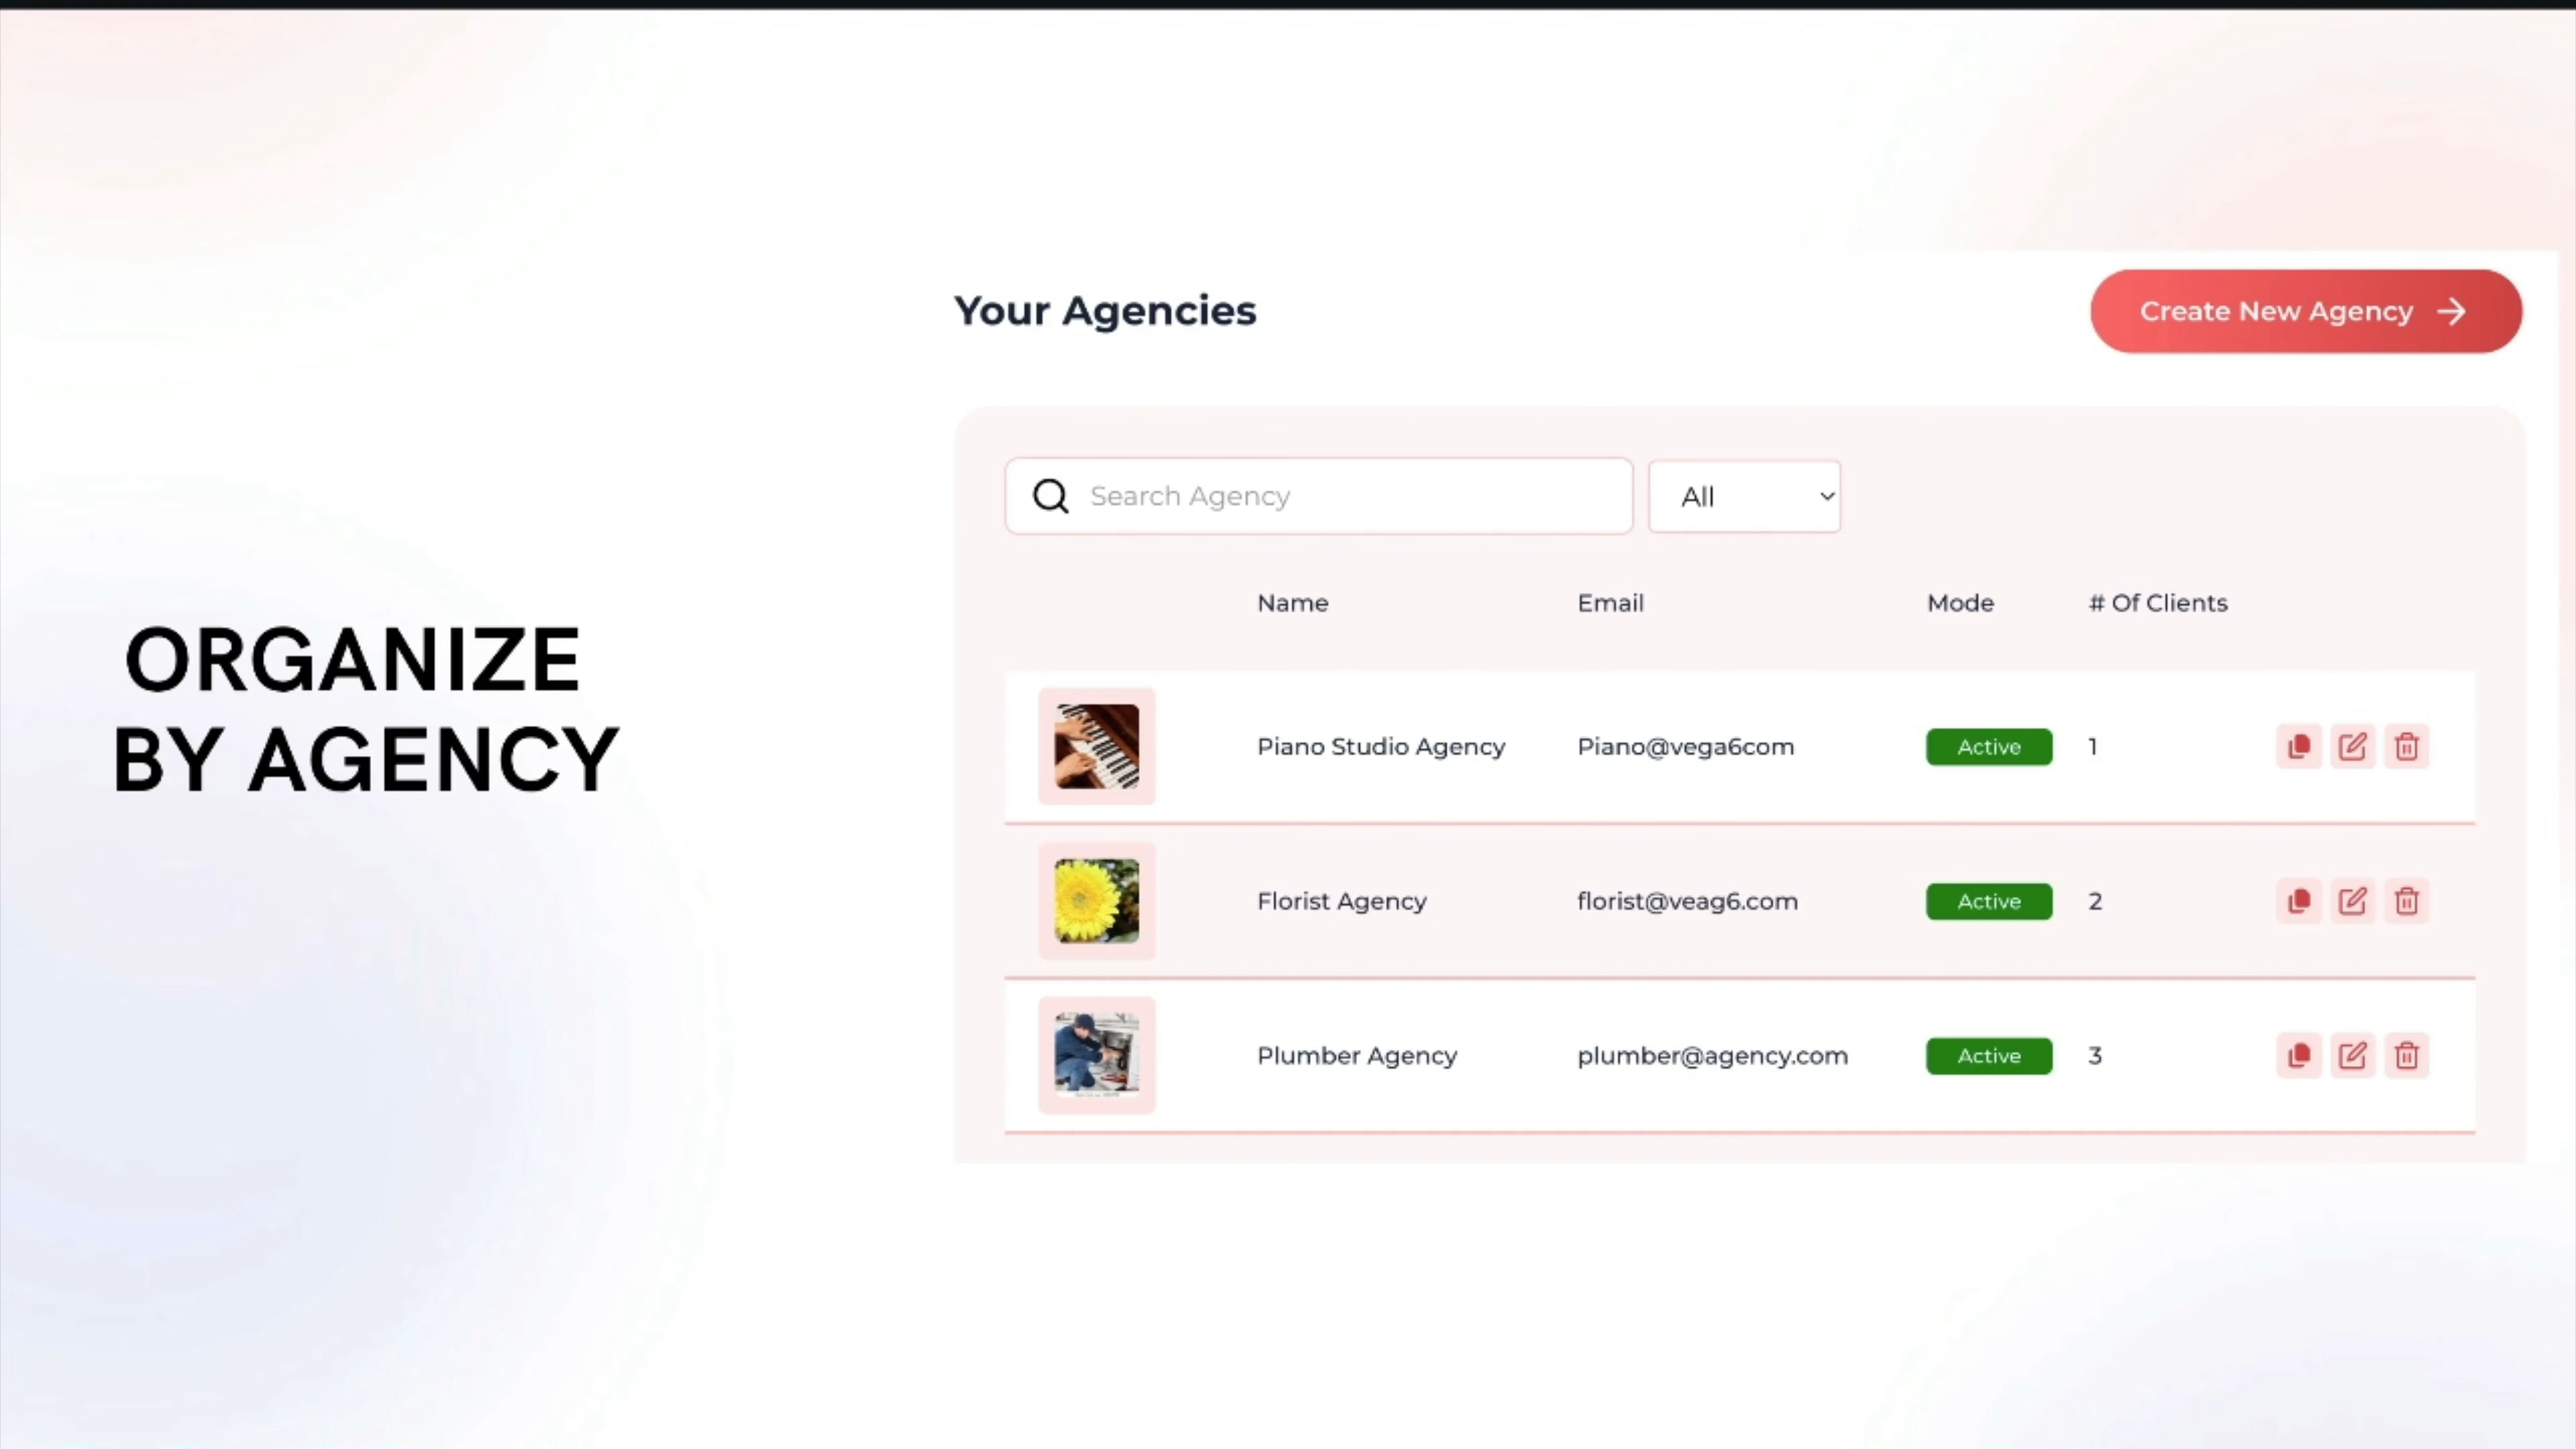 ORGANIZE
BY AGENCY
Your Agencies
Create New Agency
Search Agency
All
Name Email Mode # Of Clients
Piano Studio Agency Piano@vega6com Active 1
Florist Agency florist@veag6.com Active 2
Plumber Agency plumber@agency.com Active 3